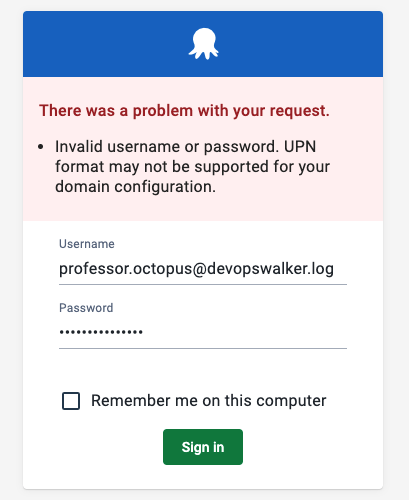 There was a problem with your request.
• Invalid username or password. UPN
format may not be supported for your
domain configuration.
Username
professor.octopus@devopswalker.log
Password
•••••••••••••••
Remember me on this computer
Sign in